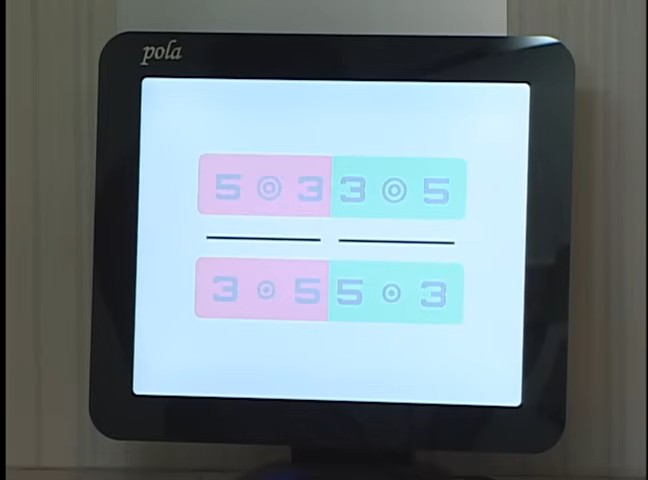 pola
5 ◎ 3 3 ◎ 5
3 ◎ 5 5 ◎ 3